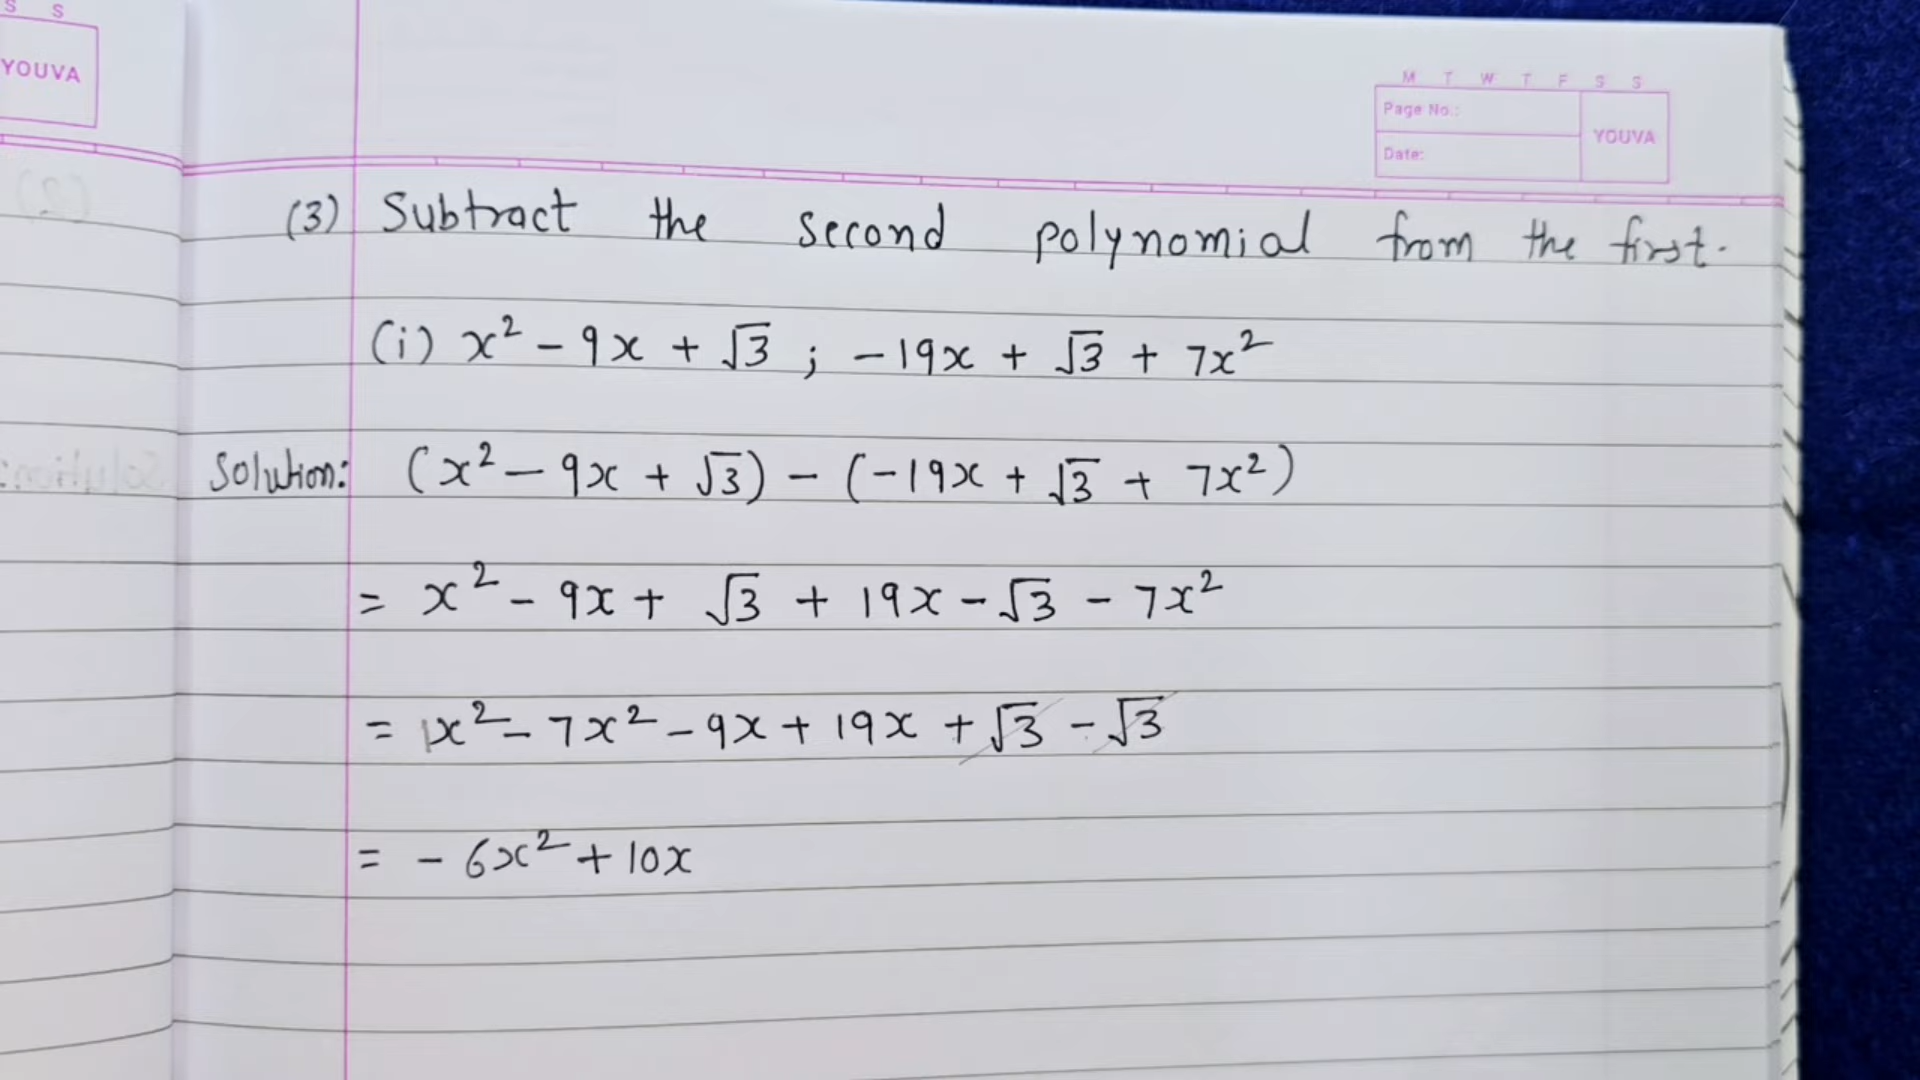 S S
YOUVA
M T W T F S S
Page No.:
YOUVA
Date:
(3) Subtract the second polynomial from the first.
(i) x² - 9x + √3 ; -19x + √3 + 7x²
Solution: (x² - 9x + √3) - (-19x + √3 + 7x²)
= x² - 9x + √3 + 19x - √3 - 7x²
= 1x² - 7x² - 9x + 19x + √3 - √3
= - 6x² + 10x